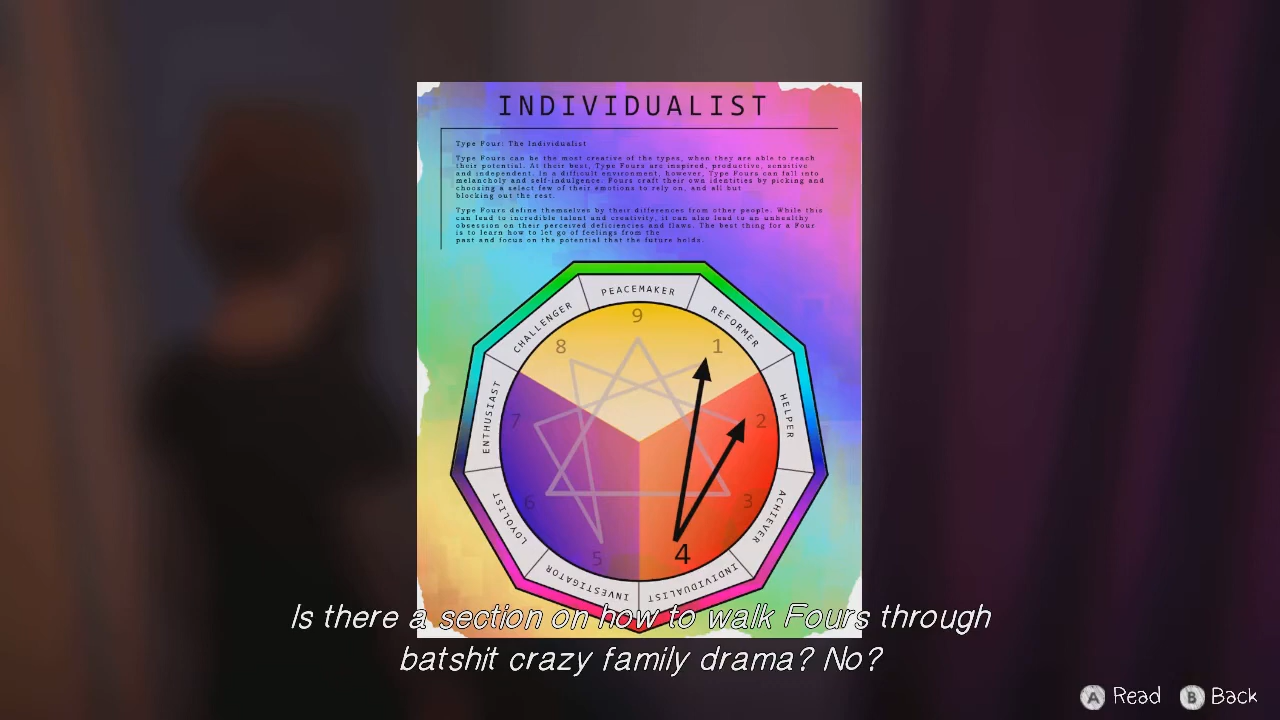 INDIVIDUALIST
Type Four: The Individualist
Type Fours can be the most creative of the types, when they are able to reach
their potential. At their best, Type Fours are inspired, productive, sensitive
and independent. In a difficult environment, however, Type Fours can fall into
melancholy and self-indulgence. Fours craft their own identities by picking and
choosing a select few of their emotions to rely on, and all but
blocking out the rest.
Type Fours define themselves by their differences from other people. While this
can lead to incredible talent and creativity, it can also lead to an unhealthy
obsession on their perceived deficiencies and flaws. The best thing for a Four
is to learn how to let go of feelings from the
past and focus on the potential that the future holds.
PEACEMAKER
CHALLENGER
REFORMER
9
8
1
ENTHUSIAST
HELPER
7
2
6
3
LOYOLIST
ACHIEVER
5
4
INVESTIGATOR
INDIVIDUALIST
Is there a section on how to walk Fours through
batshit crazy family drama? No?
A Read B Back